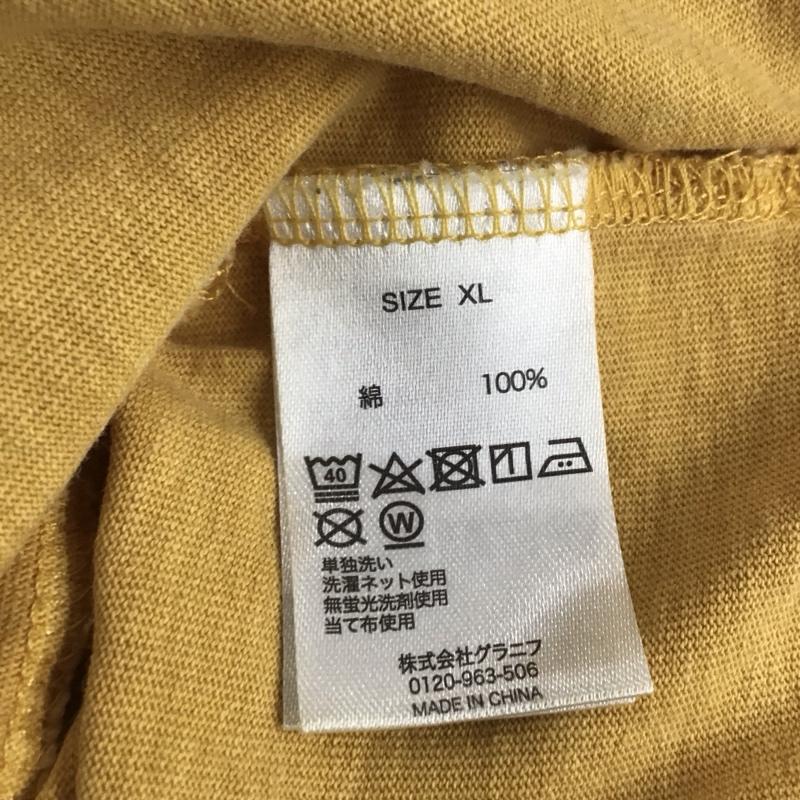 SIZE XL
綿 100%
40
W
単独洗い
洗濯ネット使用
無蛍光洗剤使用
当て布使用
株式会社グラニフ
0120-963-506
MADE IN CHINA